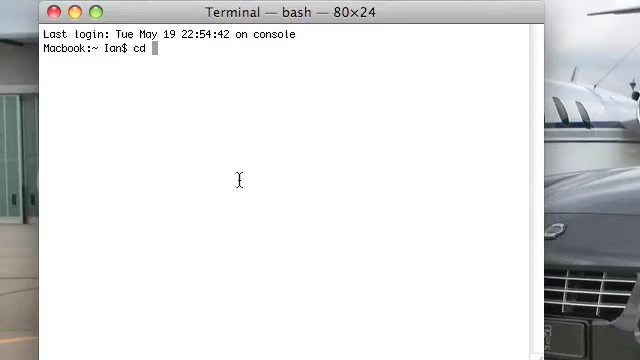 Terminal — bash — 80×24
Last login: Tue May 19 22:54:42 on console
Macbook:~ Ian$ cd